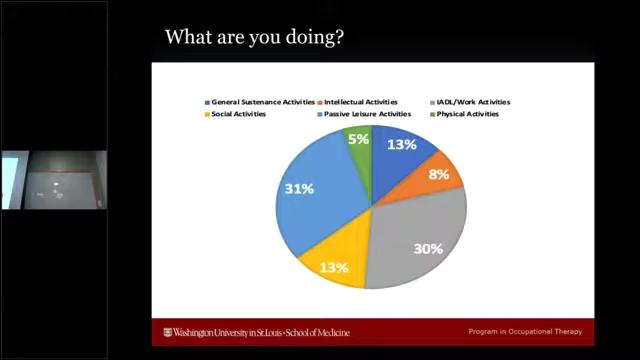 What are you doing?
General Sustenance Activities Intellectual Activities IADL/Work Activities
Social Activities Passive Leisure Activities Physical Activities
5%
13%
8%
31%
30%
13%
Washington University in St. Louis • School of Medicine
Program in Occupational Therapy